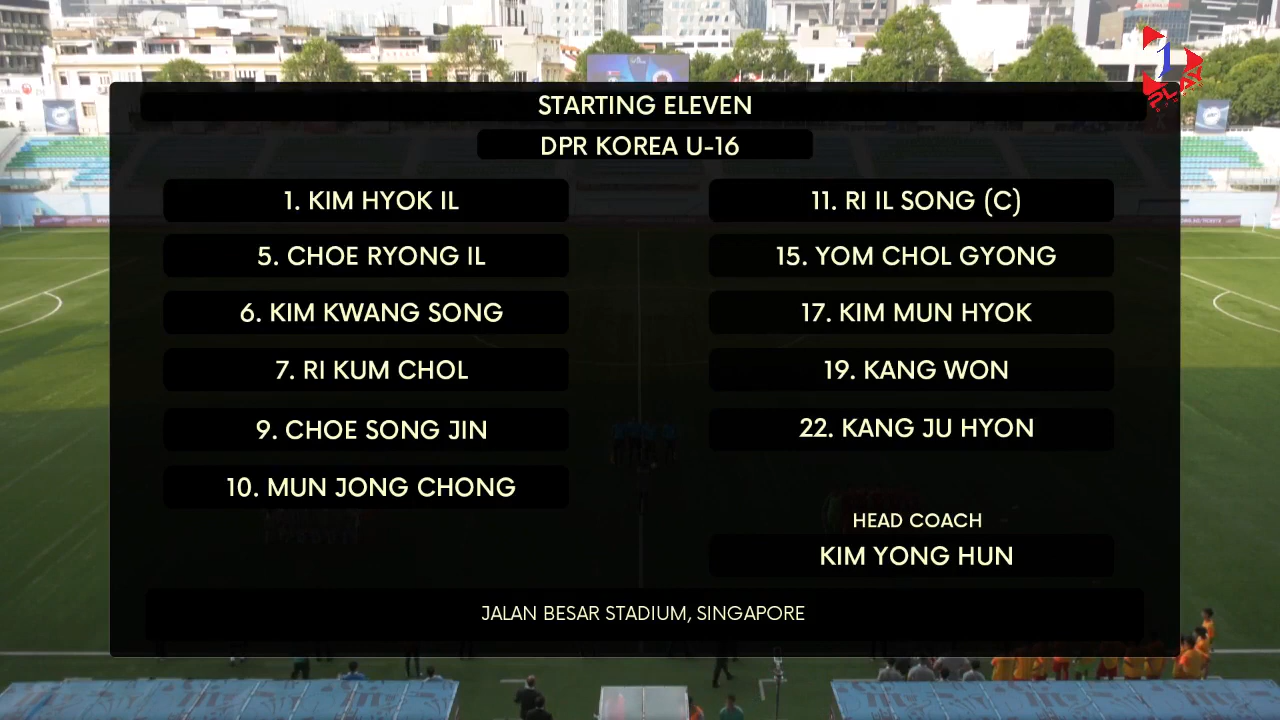 STARTING ELEVEN
DPR KOREA U-16
1. KIM HYOK IL
5. CHOE RYONG IL
6. KIM KWANG SONG
7. RI KUM CHOL
9. CHOE SONG JIN
10. MUN JONG CHONG
11. RI IL SONG (C)
15. YOM CHOL GYONG
17. KIM MUN HYOK
19. KANG WON
22. KANG JU HYON
HEAD COACH
KIM YONG HUN
JALAN BESAR STADIUM, SINGAPORE
1
PLAY